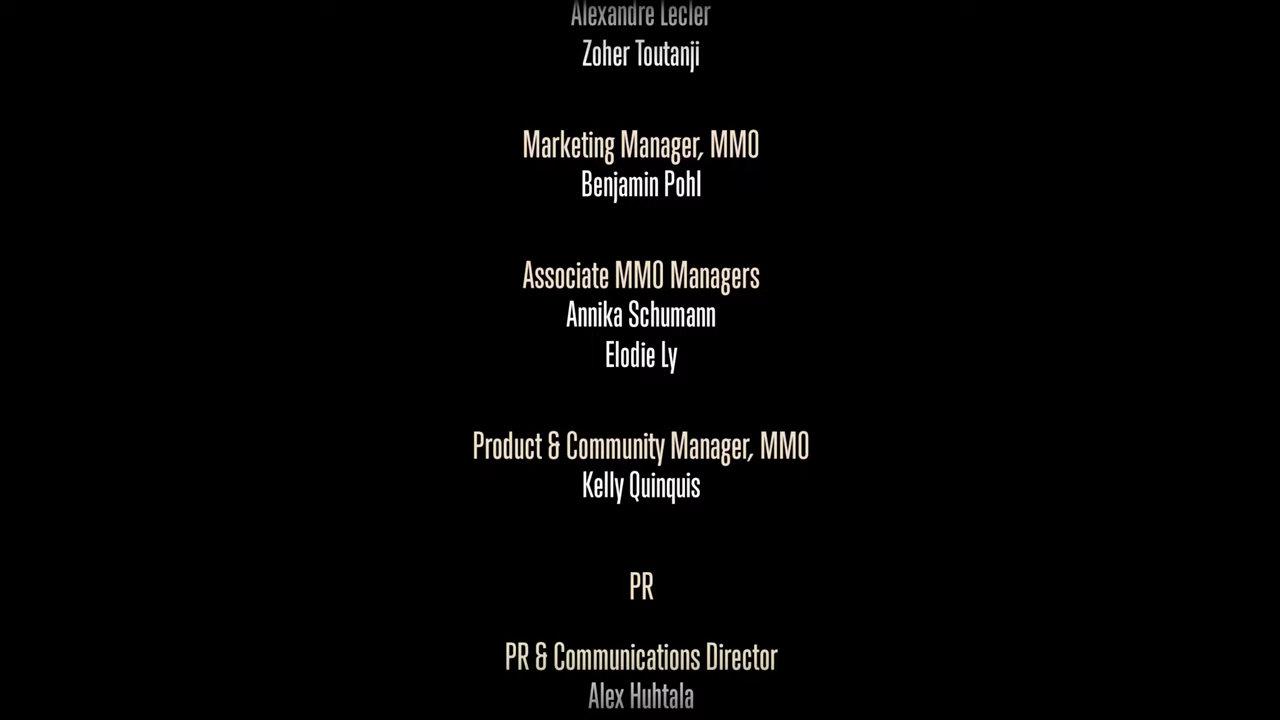 Alexandre Lecler
Zoher Toutanji
Marketing Manager, MMO
Benjamin Pohl
Associate MMO Managers
Annika Schumann
Elodie Ly
Product & Community Manager, MMO
Kelly Quinquis
PR
PR & Communications Director
Alex Huhtala